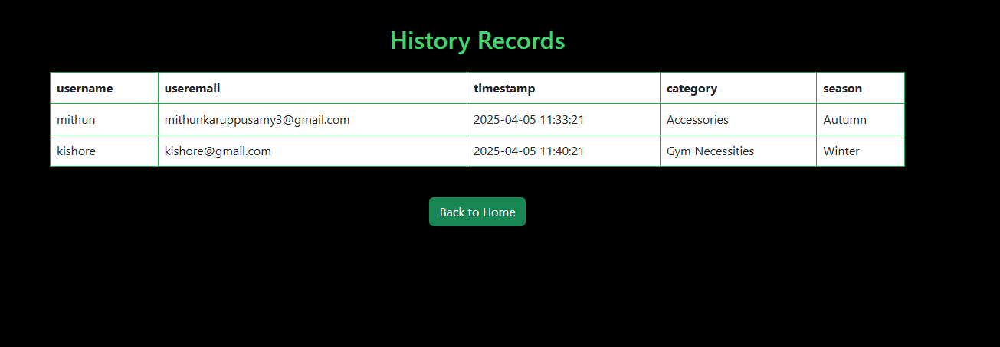 History Records
username useremail timestamp category season
mithun mithunkaruppusamy3@gmail.com 2025-04-05 11:33:21 Accessories Autumn
kishore kishore@gmail.com 2025-04-05 11:40:21 Gym Necessities Winter
Back to Home